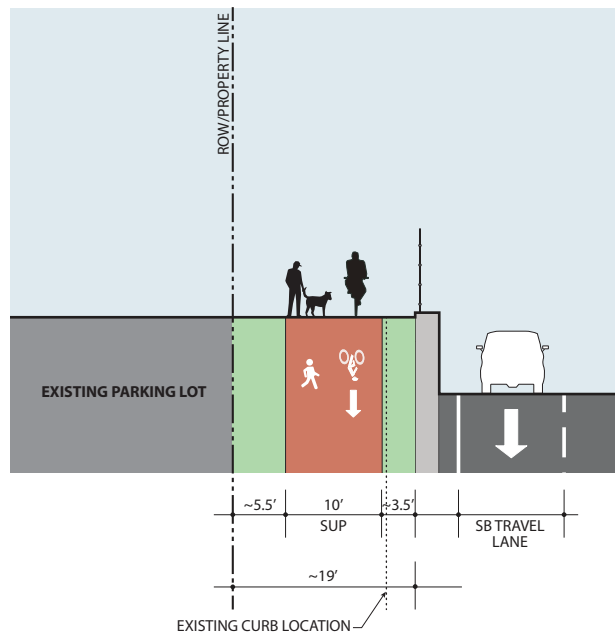 ROW/PROPERTY LINE
EXISTING PARKING LOT
~5.5’
10’
~3.5’
SUP
SB TRAVEL
LANE
~19’
EXISTING CURB LOCATION